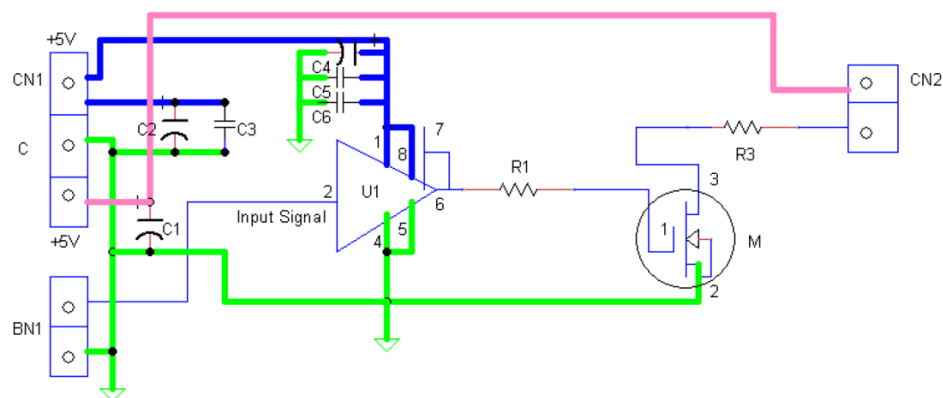 +5V
CN1
C
+5V
BN1
+
C2
C3
+
C1
+
C4
C5
C6
1
8
7
U1
2
Input Signal
6
5
4
R1
R3
CN2
3
1
M
2